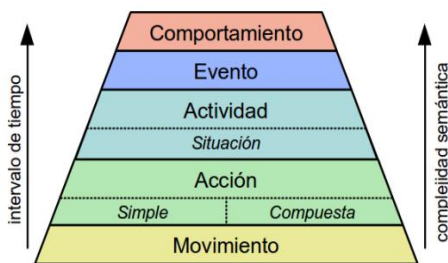 Comportamiento
Evento
Actividad
Situación
Acción
Simple
Compuesta
Movimiento
intervalo de tiempo
complejidad semántica